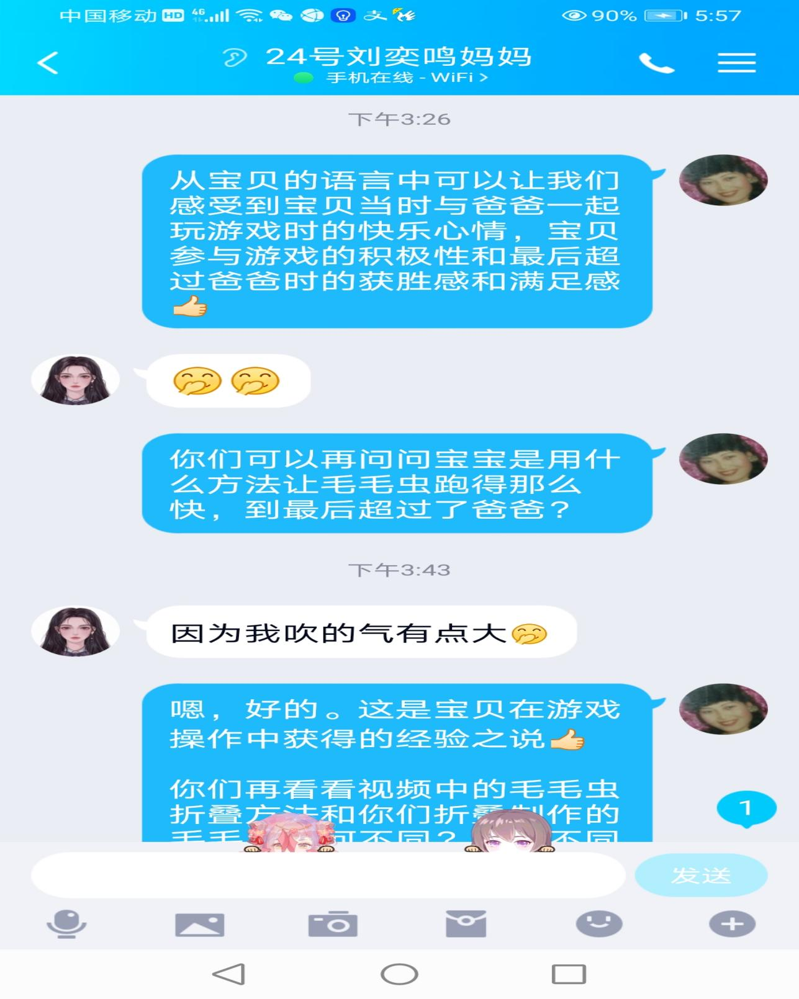 中国移动 HD 4G 90% 5:57
24号刘奕鸣妈妈
手机在线 - WiFi >
下午3:26
从宝贝的语言中可以让我们
感受到宝贝当时与爸爸一起
玩游戏时的快乐心情，宝贝
参与游戏的积极性和最后超
过爸爸时的获胜感和满足感
你们可以再问问宝宝是用什
么方法让毛毛虫跑得那么
快，到最后超过了爸爸？
下午3:43
因为我吹的气有点大
嗯，好的。这是宝贝在游戏
操作中获得的经验之说
你们再看看视频中的毛毛虫
折叠方法和你们折叠制作的
毛毛 可不同？ 不同
1
发送